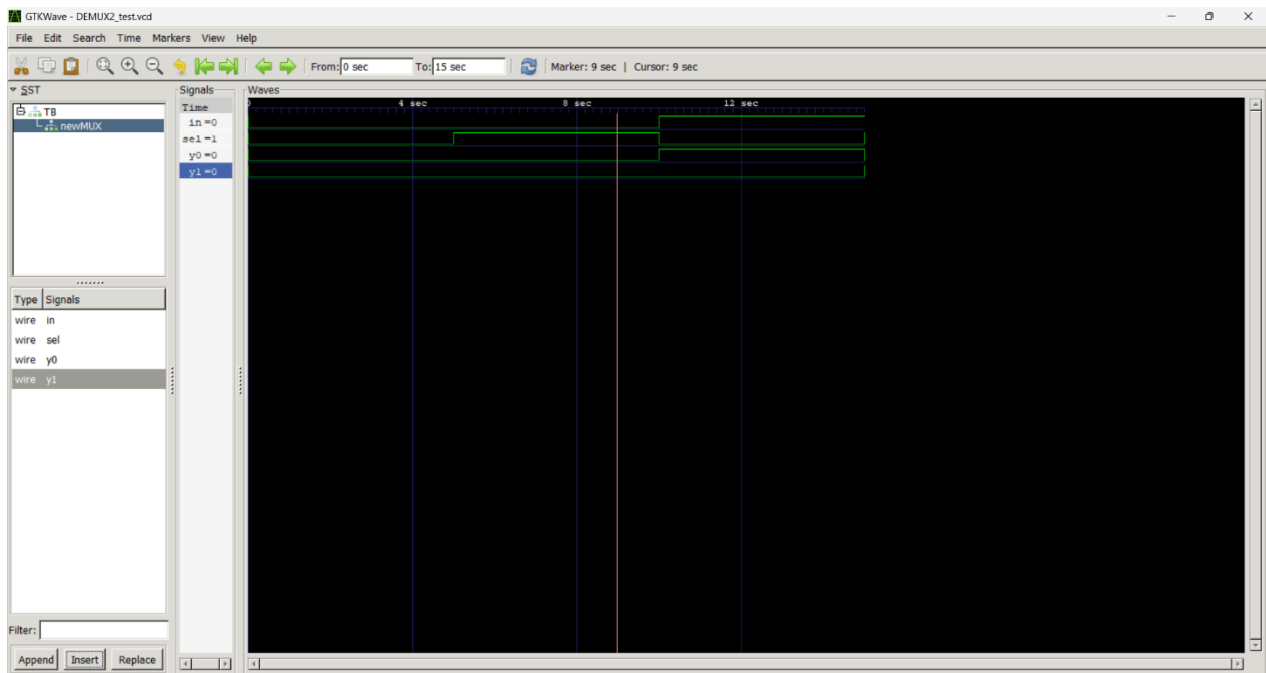 GTKWave - DEMUX2_test.vcd
File Edit Search Time Markers View Help
From: 0 sec To: 15 sec Marker: 9 sec | Cursor: 9 sec
SST
TB
newMUX
Type Signals
wire in
wire sel
wire y0
wire y1
Filter:
Append Insert Replace
Signals
Time
in =0
sel =1
y0 =0
y1 =0
Waves
4 sec 8 sec 12 sec